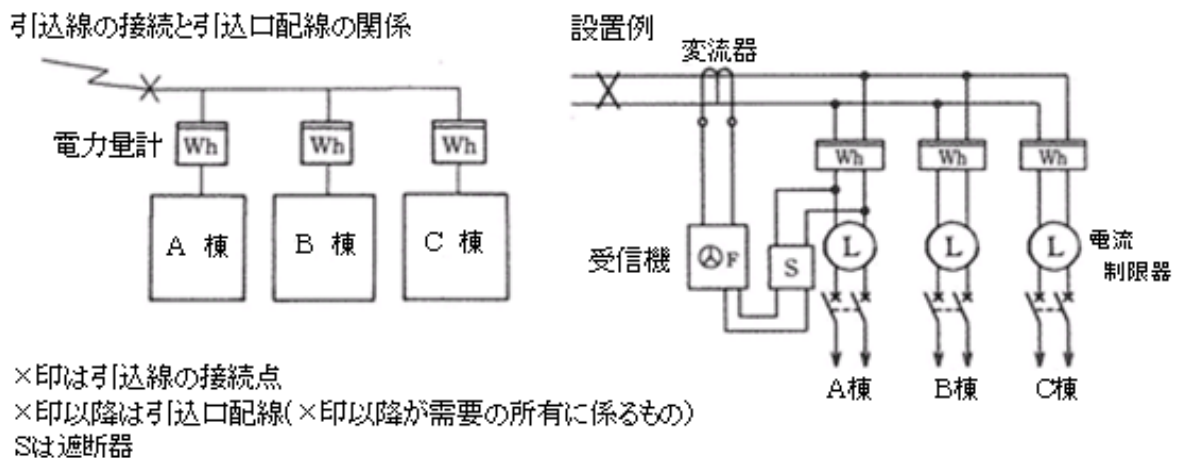 引込線の接続と引込口配線の関係
設置例
変流器
電力量計
Wh
Wh
Wh
A 棟
B 棟
C 棟
Wh
Wh
Wh
受信機
F
S
L
L
L
電流
制限器
A棟
B棟
C棟
×印は引込線の接続点
×印以降は引込口配線(×印以降が需要の所有に係るもの)
Sは遮断器